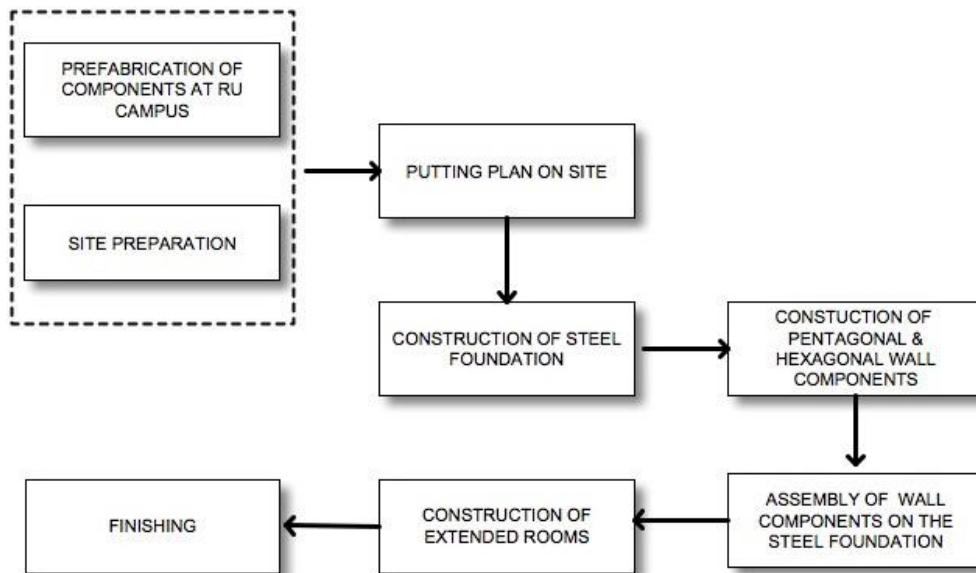 PREFABRICATION OF
COMPONENTS AT RU
CAMPUS
SITE PREPARATION
PUTTING PLAN ON SITE
CONSTRUCTION OF STEEL
FOUNDATION
CONSTUCTION OF
PENTAGONAL &
HEXAGONAL WALL
COMPONENTS
ASSEMBLY OF WALL
COMPONENTS ON THE
STEEL FOUNDATION
CONSTRUCTION OF
EXTENDED ROOMS
FINISHING